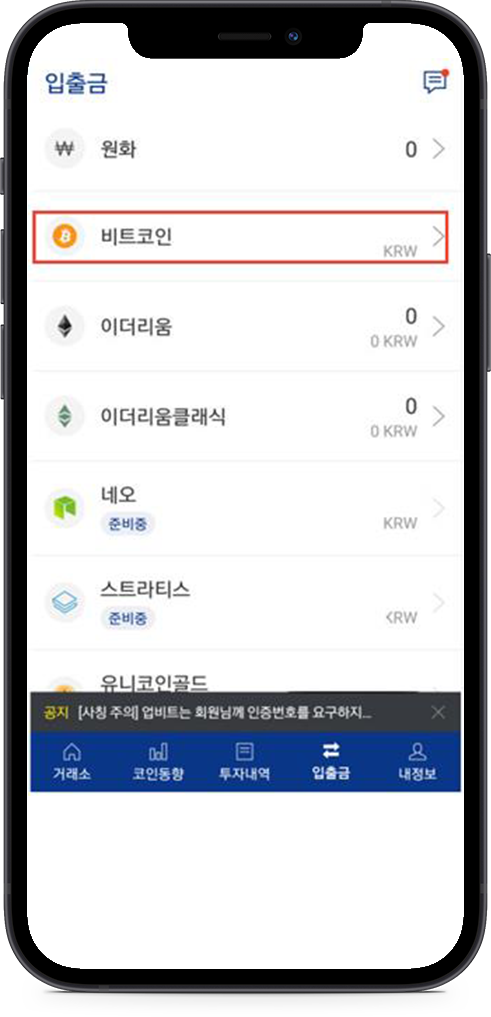 입출금
원화 0
비트코인
KRW
이더리움 0
0 KRW
이더리움클래식 0
0 KRW
네오
준비중 KRW
스트라티스
준비중 KRW
유니코인골드
공지 [사칭 주의] 업비트는 회원님께 인증번호를 요구하지...
거래소 코인동향 투자내역 입출금 내정보